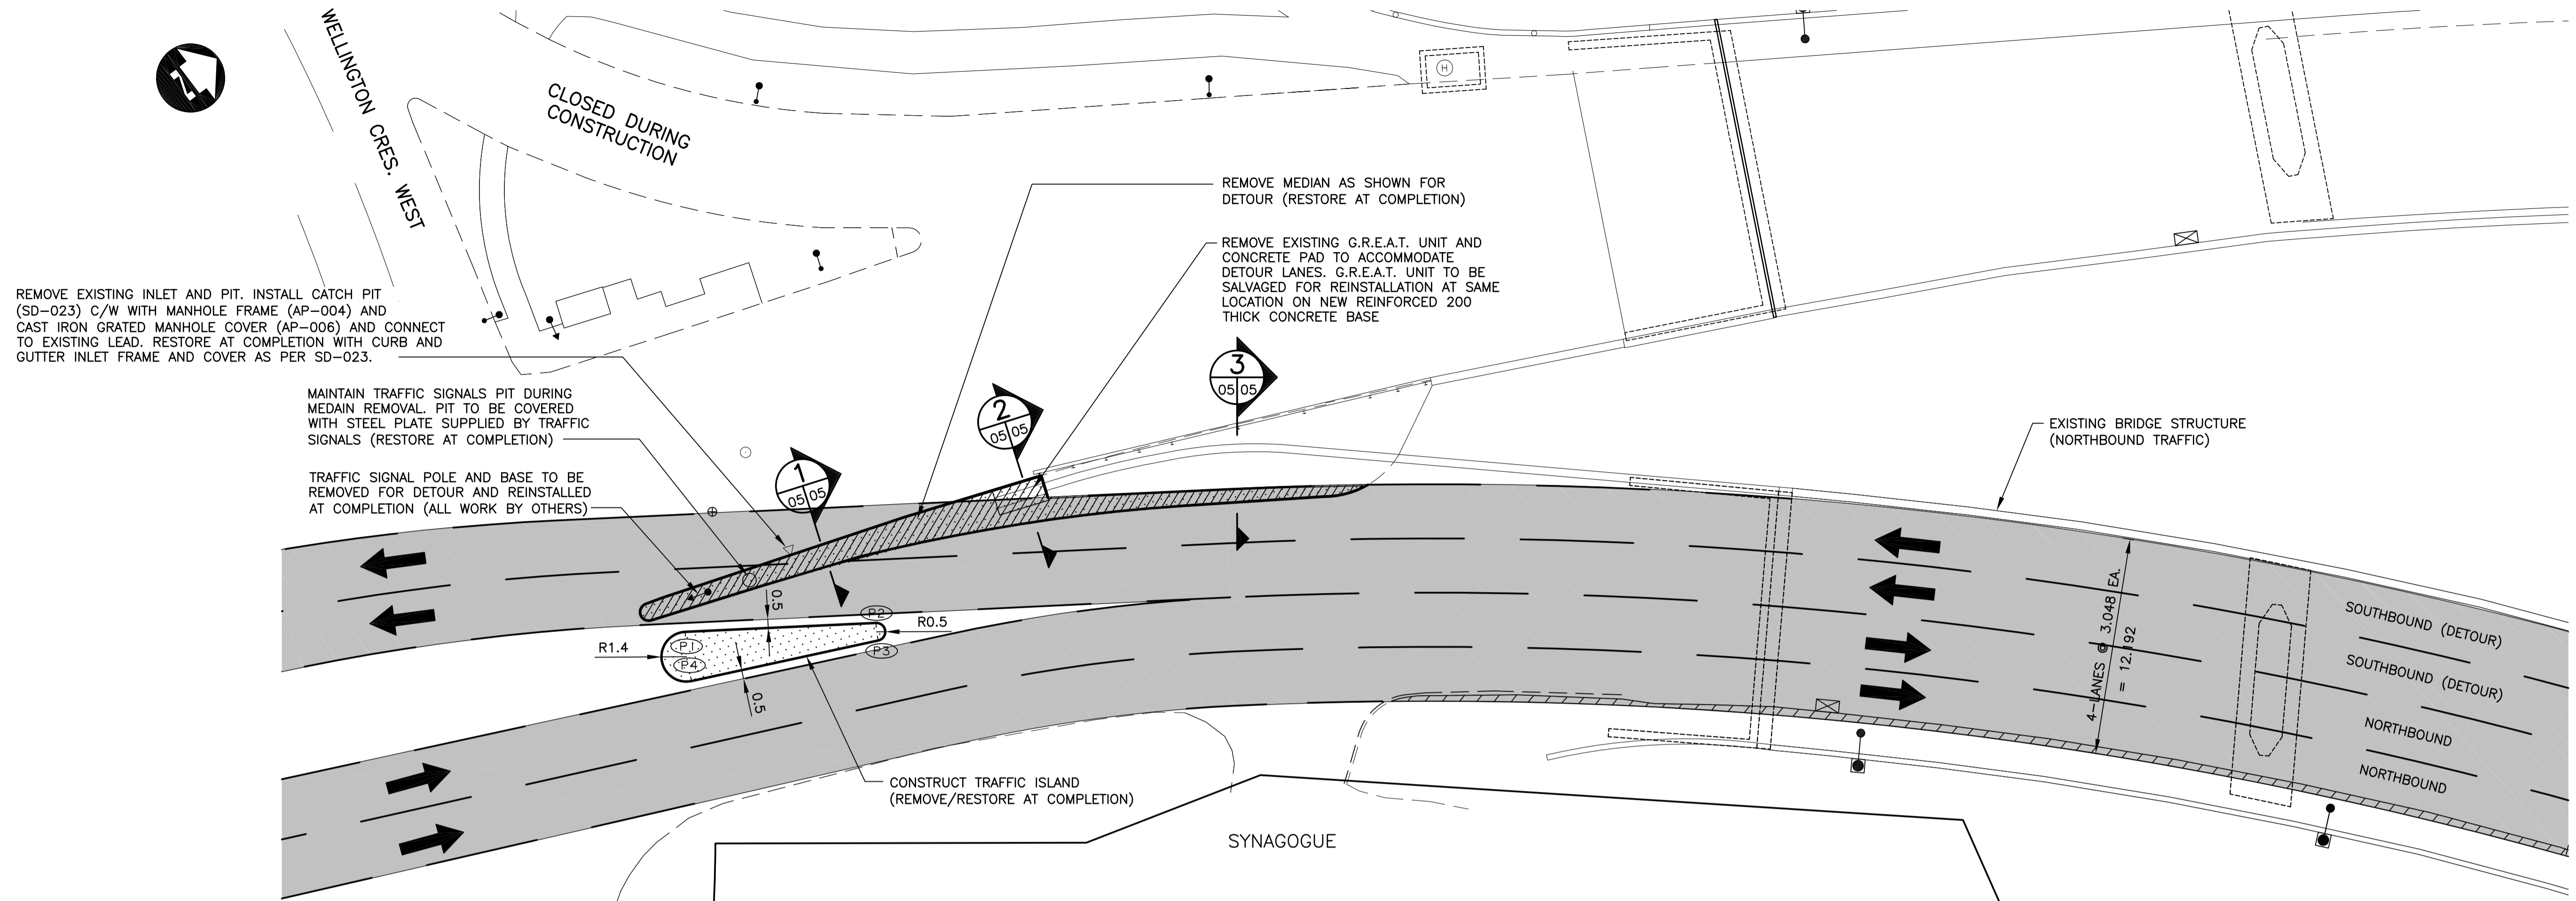 WELLINGTON CRES. WEST
CLOSED DURING
CONSTRUCTION
H
REMOVE MEDIAN AS SHOWN FOR
DETOUR (RESTORE AT COMPLETION)
REMOVE EXISTING G.R.E.A.T. UNIT AND
CONCRETE PAD TO ACCOMMODATE
DETOUR LANES. G.R.E.A.T. UNIT TO BE
SALVAGED FOR REINSTALLATION AT SAME
LOCATION ON NEW REINFORCED 200
THICK CONCRETE BASE
REMOVE EXISTING INLET AND PIT. INSTALL CATCH PIT
(SD-023) C/W WITH MANHOLE FRAME (AP-004) AND
CAST IRON GRATED MANHOLE COVER (AP-006) AND CONNECT
TO EXISTING LEAD. RESTORE AT COMPLETION WITH CURB AND
GUTTER INLET FRAME AND COVER AS PER SD-023.
MAINTAIN TRAFFIC SIGNALS PIT DURING
MEDAIN REMOVAL. PIT TO BE COVERED
WITH STEEL PLATE SUPPLIED BY TRAFFIC
SIGNALS (RESTORE AT COMPLETION)
TRAFFIC SIGNAL POLE AND BASE TO BE
REMOVED FOR DETOUR AND REINSTALLED
AT COMPLETION (ALL WORK BY OTHERS)
1
05 05
2
05 05
3
05 05
EXISTING BRIDGE STRUCTURE
(NORTHBOUND TRAFFIC)
0.5
P2
R0.5
R1.4
P1
P4
P3
0.5
4-LANES @ 3.048 EA.
= 12.192
SOUTHBOUND (DETOUR)
SOUTHBOUND (DETOUR)
NORTHBOUND
NORTHBOUND
CONSTRUCT TRAFFIC ISLAND
(REMOVE/RESTORE AT COMPLETION)
SYNAGOGUE